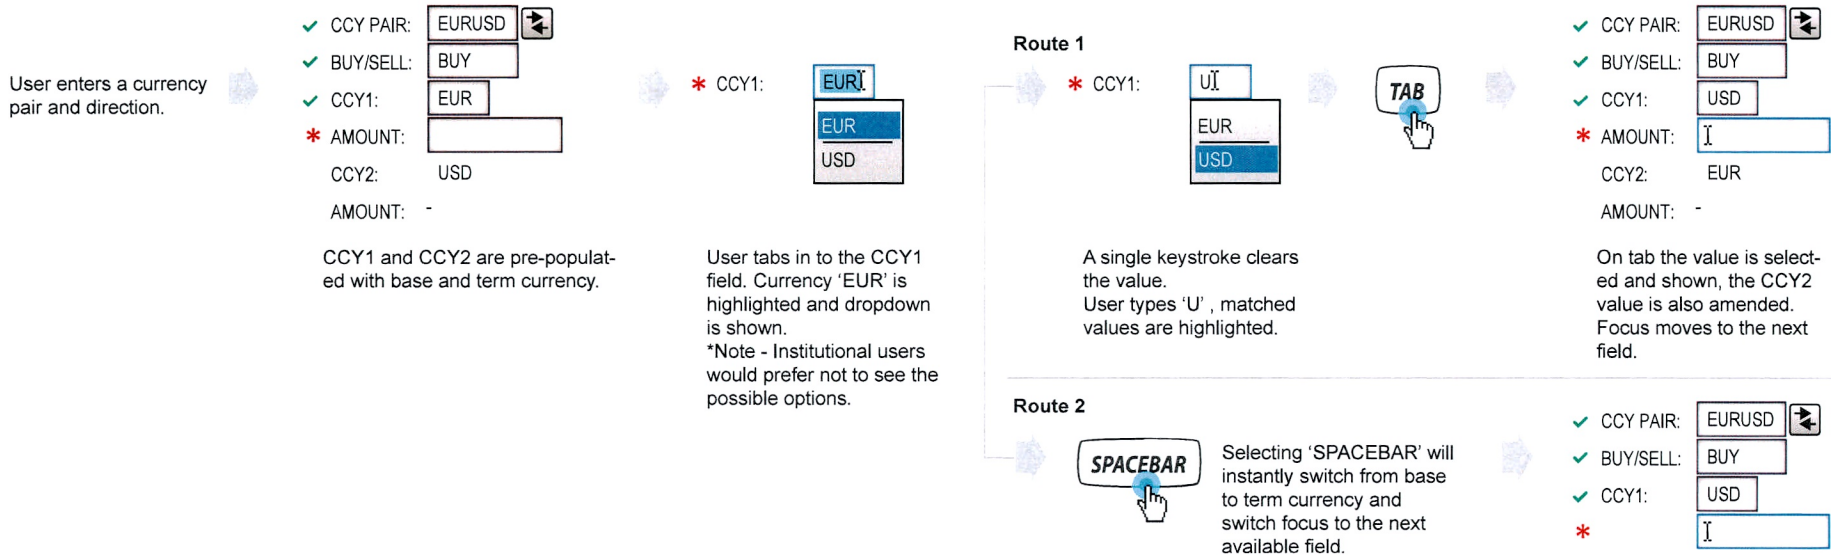 User enters a currency
pair and direction.
CCY PAIR: EURUSD
BUY/SELL: BUY
CCY1: EUR
* AMOUNT:
CCY2: USD
AMOUNT: -
CCY1 and CCY2 are pre-populat-
ed with base and term currency.
* CCY1: EUR
EUR
USD
User tabs in to the CCY1
field. Currency ‘EUR’ is
highlighted and dropdown
is shown.
*Note - Institutional users
would prefer not to see the
possible options.
Route 1
* CCY1: U
EUR
USD
A single keystroke clears
the value.
User types ‘U’ , matched
values are highlighted.
TAB
CCY PAIR: EURUSD
BUY/SELL: BUY
CCY1: USD
* AMOUNT:
CCY2: EUR
AMOUNT: -
On tab the value is select-
ed and shown, the CCY2
value is also amended.
Focus moves to the next
field.
Route 2
SPACEBAR
Selecting ‘SPACEBAR’ will
instantly switch from base
to term currency and
switch focus to the next
available field.
CCY PAIR: EURUSD
BUY/SELL: BUY
CCY1: USD
*